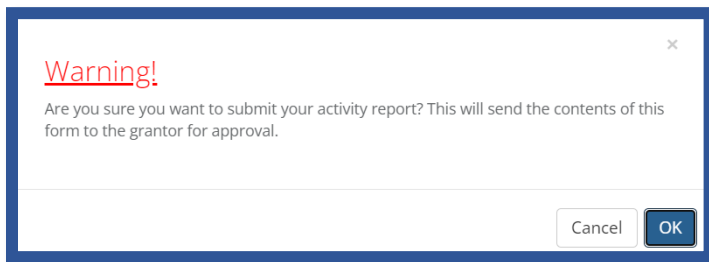 ×
Warning!
Are you sure you want to submit your activity report? This will send the contents of this
form to the grantor for approval.
Cancel OK